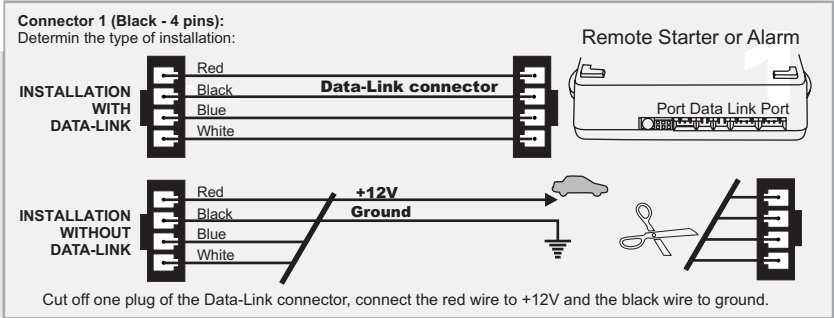 Connector 1 (Black - 4 pins):
Determin the type of installation:
Remote Starter or Alarm
1
Port Data Link Port
INSTALLATION
WITH
DATA-LINK
Red
Black
Blue
White
Data-Link connector
INSTALLATION
WITHOUT
DATA-LINK
Red
Black
Blue
White
+12V
Ground
Cut off one plug of the Data-Link connector, connect the red wire to +12V and the black wire to ground.